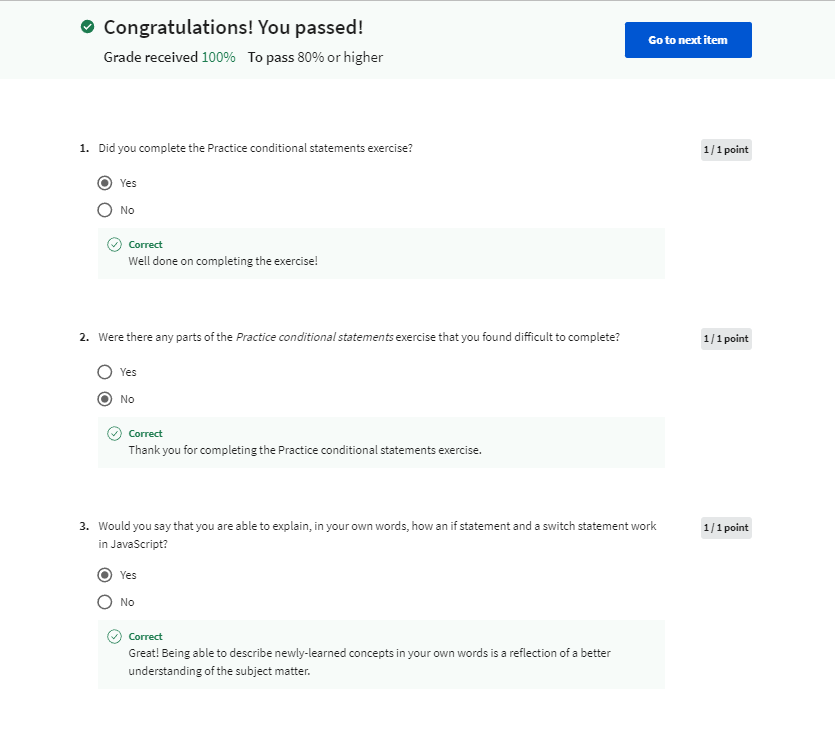 Congratulations! You passed!
Grade received 100% To pass 80% or higher
Go to next item
1. Did you complete the Practice conditional statements exercise?
1 / 1 point
Yes
No
Correct
Well done on completing the exercise!
2. Were there any parts of the Practice conditional statements exercise that you found difficult to complete?
1 / 1 point
Yes
No
Correct
Thank you for completing the Practice conditional statements exercise.
3. Would you say that you are able to explain, in your own words, how an if statement and a switch statement work
in JavaScript?
1 / 1 point
Yes
No
Correct
Great! Being able to describe newly-learned concepts in your own words is a reflection of a better
understanding of the subject matter.